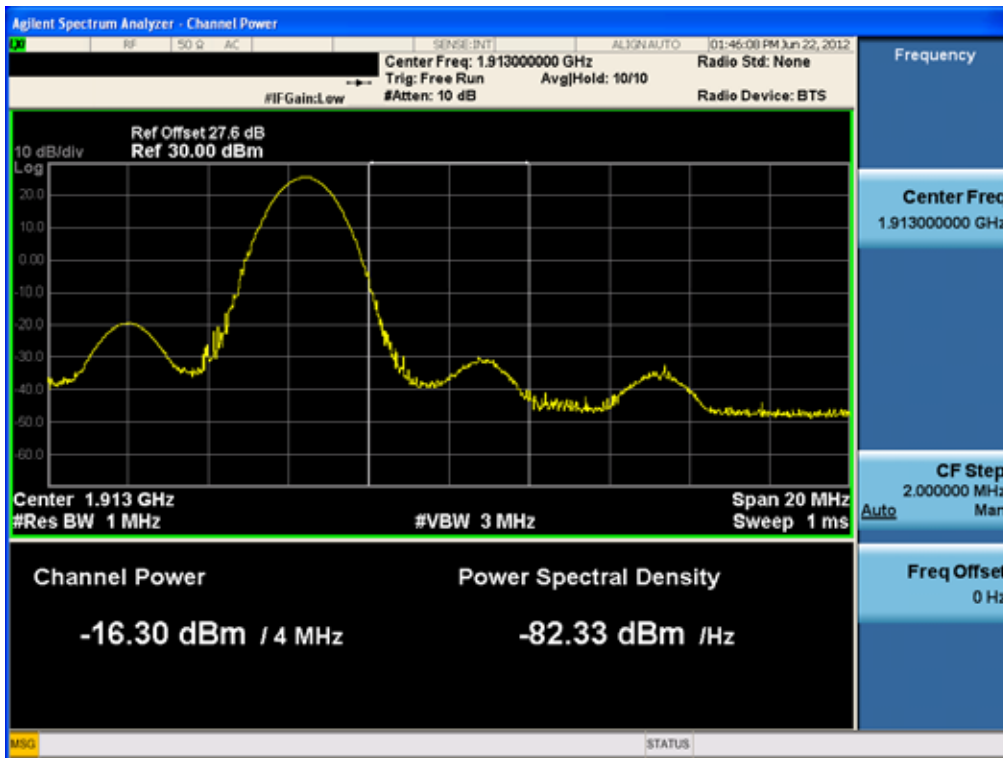 Agilent Spectrum Analyzer - Channel Power
LXI RF 50 Ω AC SENSE:INT ALIGN AUTO 01:46:08 PM Jun 22, 2012
Center Freq: 1.913000000 GHz Radio Std: None
Trig: Free Run Avg|Hold: 10/10
#IFGain:Low #Atten: 10 dB Radio Device: BTS
Ref Offset 27.6 dB
10 dB/div Ref 30.00 dBm
Log
20.0
10.0
0.00
-10.0
-20.0
-30.0
-40.0
-50.0
-60.0
Center 1.913 GHz Span 20 MHz
#Res BW 1 MHz #VBW 3 MHz Sweep 1 ms
Channel Power Power Spectral Density
-16.30 dBm / 4 MHz -82.33 dBm /Hz
MSG STATUS
Frequency
Center Freq
1.913000000 GHz
CF Step
2.000000 MHz
Auto Man
Freq Offset
0 Hz